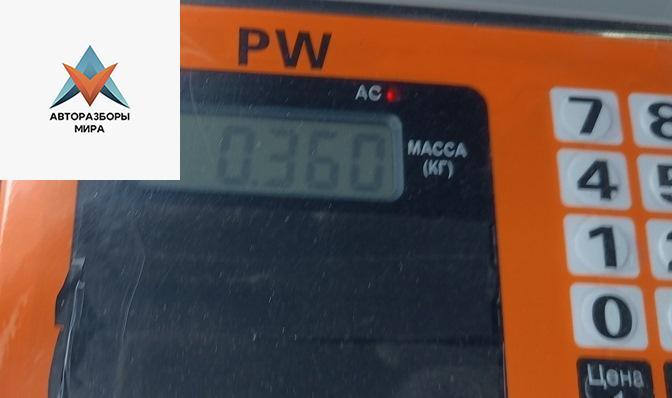 PW
АВТОРАЗБОРЫ
МИРА
AC
0.360
МАССА
(КГ)
7 8
4 5
1 2
0
Цена